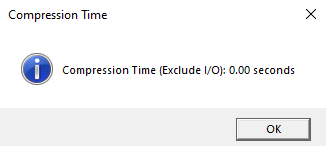 Compression Time
Compression Time (Exclude I/O): 0.00 seconds
OK